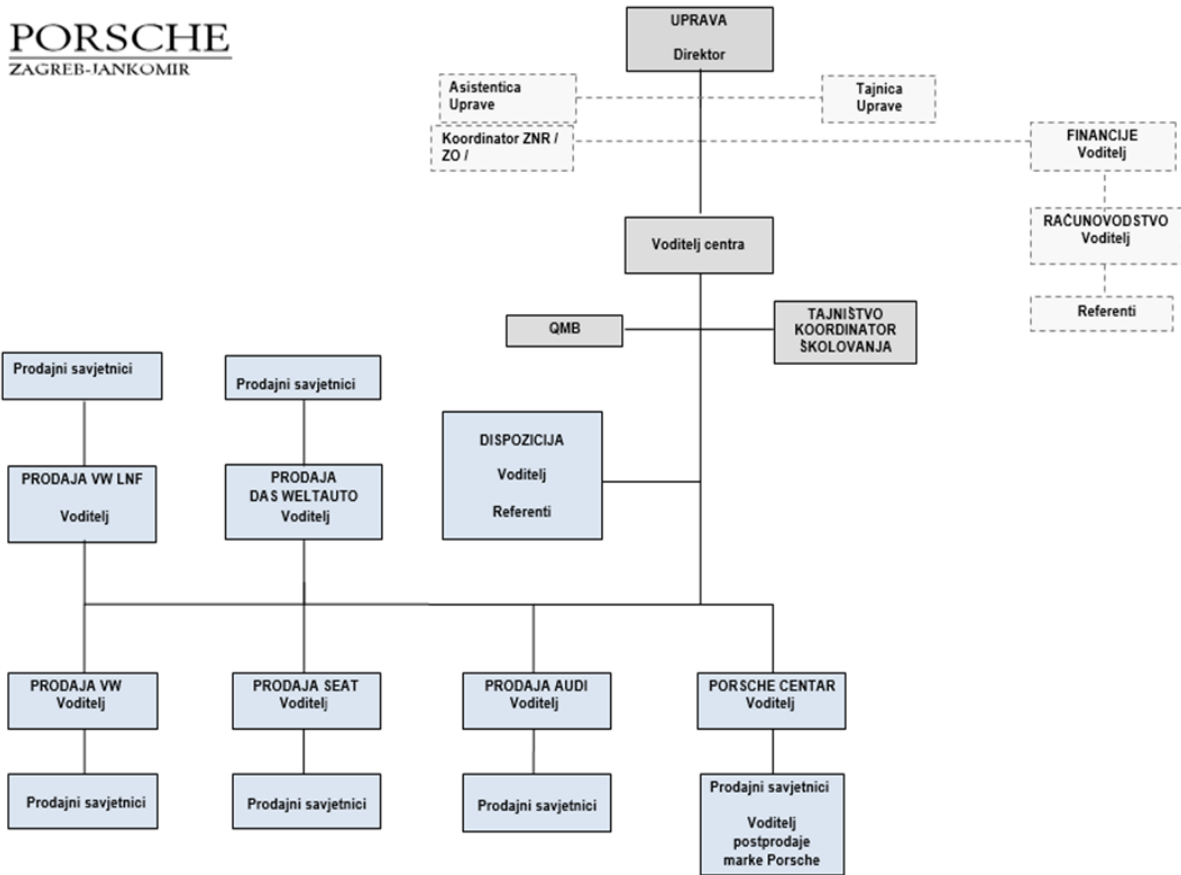 PORSCHE
ZAGREB-JANKOMIR
UPRAVA
Direktor
Asistentica
Uprave
Tajnica
Uprave
Koordinator ZNR /
ZO /
FINANCIJE
Voditelj
RAČUNOVODSTVO
Voditelj
Referenti
Voditelj centra
QMB
TAJNIŠTVO
KOORDINATOR
ŠKOLOVANJA
Prodajni savjetnici
Prodajni savjetnici
DISPOZICIJA
Voditelj
Referenti
PRODAJA VW LNF
Voditelj
PRODAJA
DAS WELTAUTO
Voditelj
PRODAJA VW
Voditelj
PRODAJA SEAT
Voditelj
PRODAJA AUDI
Voditelj
PORSCHE CENTAR
Voditelj
Prodajni savjetnici
Prodajni savjetnici
Prodajni savjetnici
Prodajni savjetnici
Voditelj
postprodaje
marke Porsche